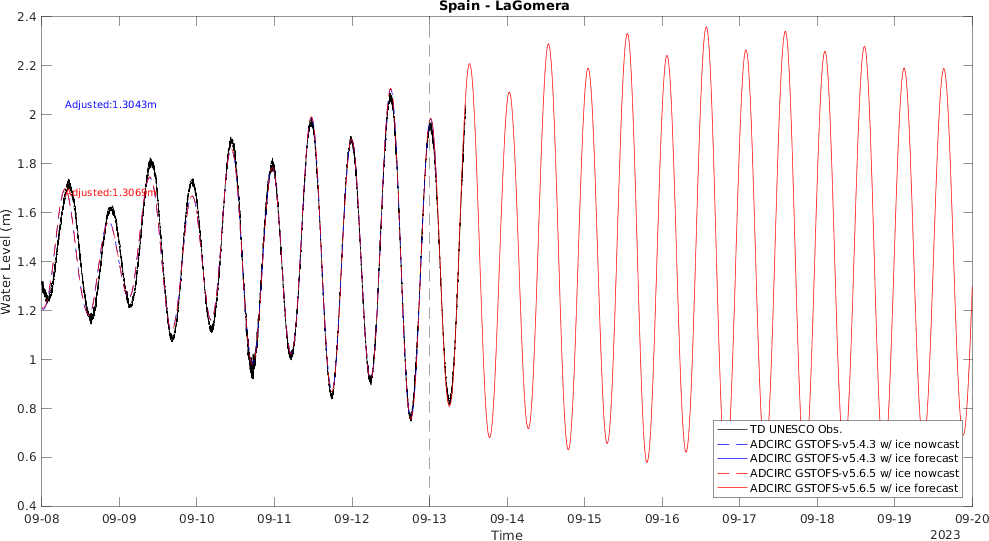 Spain - LaGomera
2.4
2.2
2
1.8
1.6
1.4
1.2
1
0.8
0.6
0.4
Water Level (m)
Adjusted:1.3043m
Adjusted:1.3069m
TD UNESCO Obs.
ADCIRC GSTOFS-v5.4.3 w/ ice nowcast
ADCIRC GSTOFS-v5.4.3 w/ ice forecast
ADCIRC GSTOFS-v5.6.5 w/ ice nowcast
ADCIRC GSTOFS-v5.6.5 w/ ice forecast
09-08 09-09 09-10 09-11 09-12 09-13 09-14 09-15 09-16 09-17 09-18 09-19 09-20
Time
2023